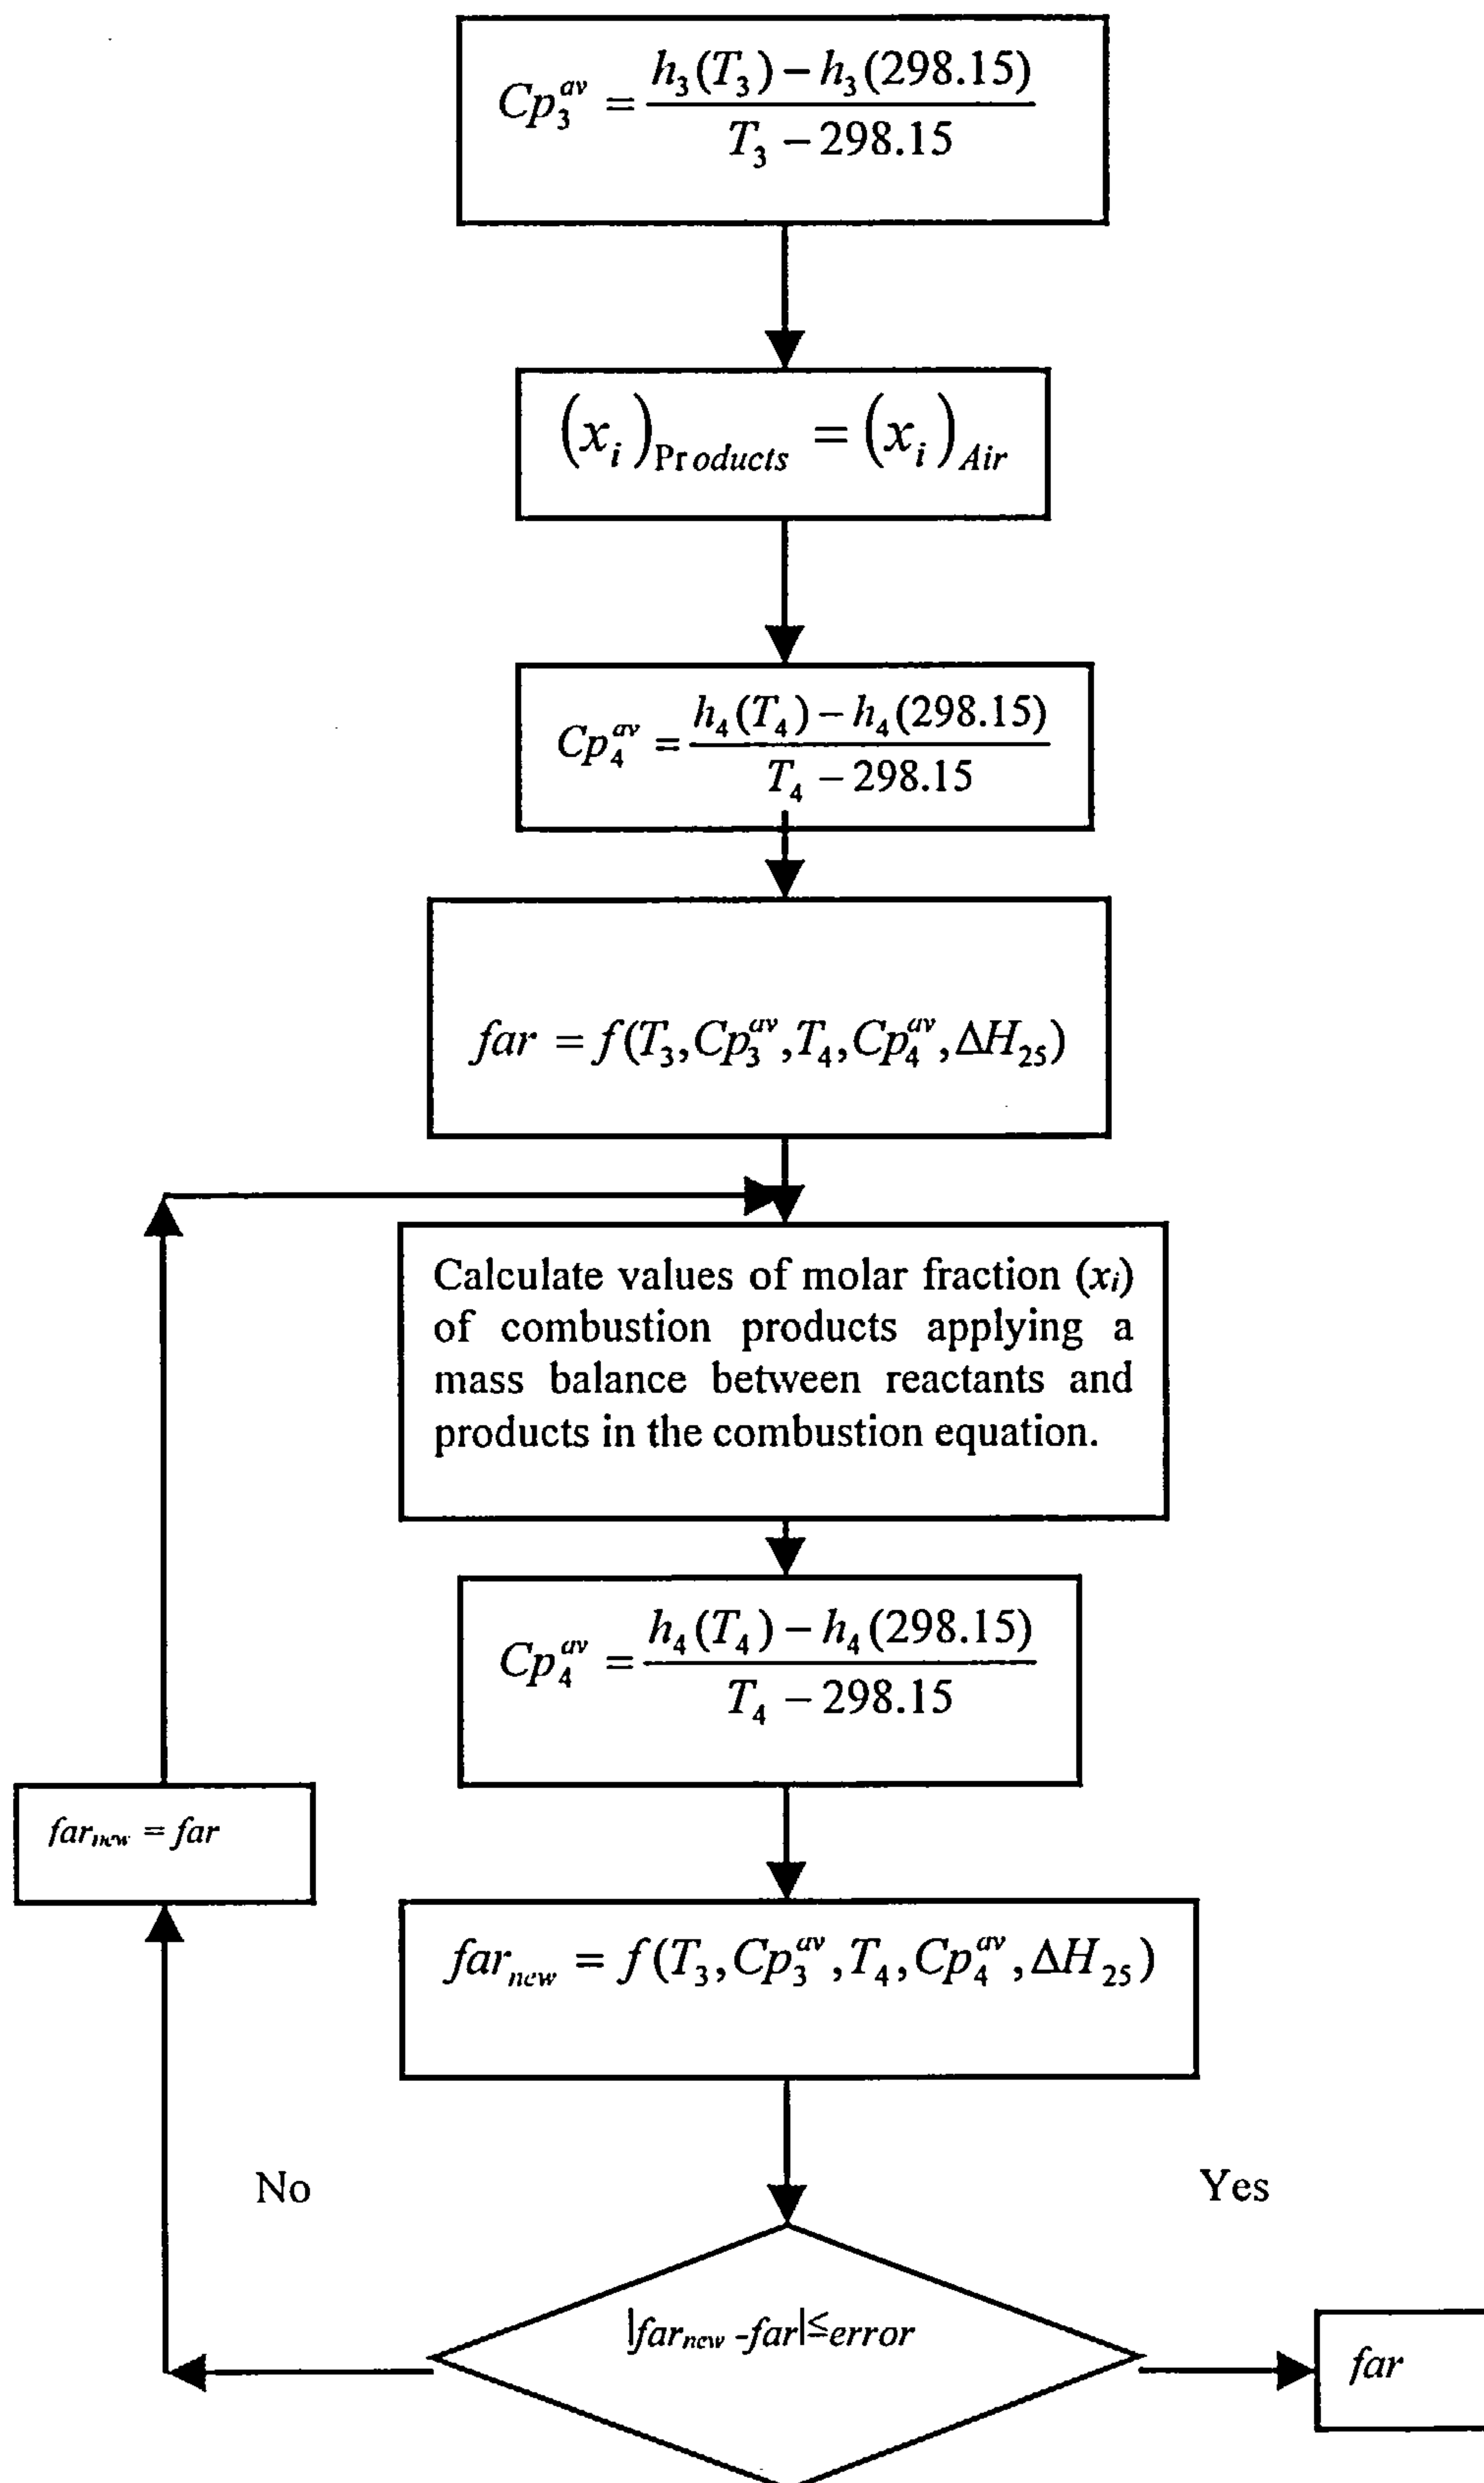 Cp₃ᵃᵛ = (h₃(T₃) − h₃(298.15)) / (T₃ − 298.15)
(xᵢ)Products = (xᵢ)Air
Cp₄ᵃᵛ = (h₄(T₄) − h₄(298.15)) / (T₄ − 298.15)
far = f(T₃, Cp₃ᵃᵛ, T₄, Cp₄ᵃᵛ, ΔH₂₅)
Calculate values of molar fraction (xᵢ)
of combustion products applying a
mass balance between reactants and
products in the combustion equation.
Cp₄ᵃᵛ = (h₄(T₄) − h₄(298.15)) / (T₄ − 298.15)
farnew = far
farnew = f(T₃, Cp₃ᵃᵛ, T₄, Cp₄ᵃᵛ, ΔH₂₅)
No
Yes
|farnew -far|≤error
far